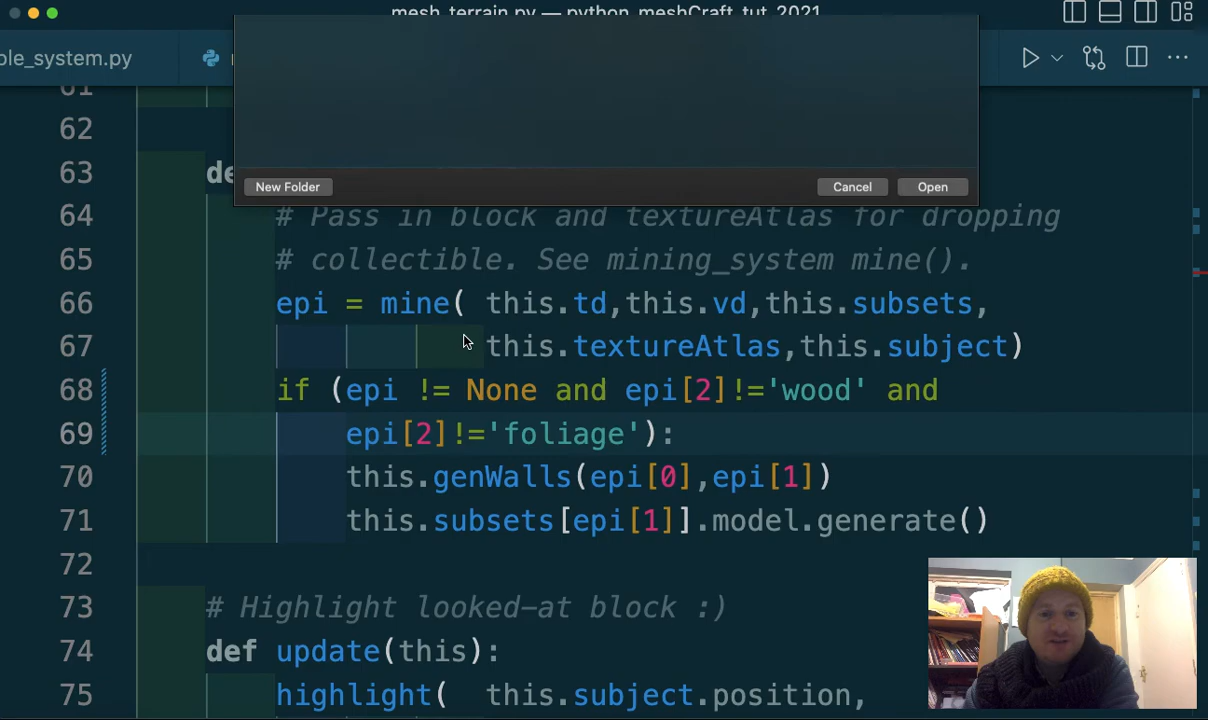 mesh_terrain.py — python_meshCraft_tut_2021
ble_system.py
New Folder
Cancel
Open
61
62
63 de
64 # Pass in block and textureAtlas for dropping
65 # collectible. See mining_system mine().
66 epi = mine( this.td,this.vd,this.subsets,
67 this.textureAtlas,this.subject)
68 if (epi != None and epi[2]!='wood' and
69 epi[2]!='foliage'):
70 this.genWalls(epi[0],epi[1])
71 this.subsets[epi[1]].model.generate()
72
73 # Highlight looked-at block :)
74 def update(this):
75 highlight( this.subject.position,